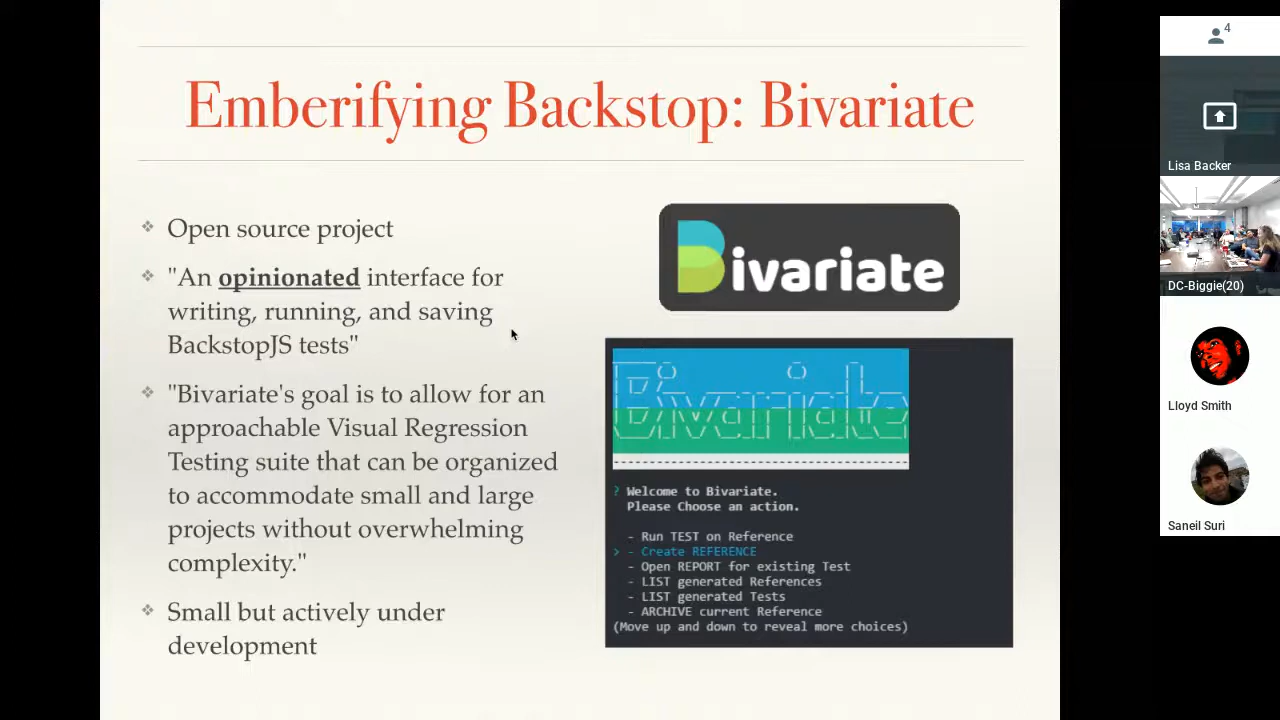 Emberifying Backstop: Bivariate
Open source project
"An opinionated interface for
writing, running, and saving
BackstopJS tests"
"Bivariate's goal is to allow for an
approachable Visual Regression
Testing suite that can be organized
to accommodate small and large
projects without overwhelming
complexity."
Small but actively under
development
Bivariate
Bivariate
? Welcome to Bivariate.
Please Choose an action.
- Run TEST on Reference
> - Create REFERENCE
- Open REPORT for existing Test
- LIST generated References
- LIST generated Tests
- ARCHIVE current Reference
(Move up and down to reveal more choices)
4
Lisa Backer
DC-Biggie(20)
Lloyd Smith
Saneil Suri